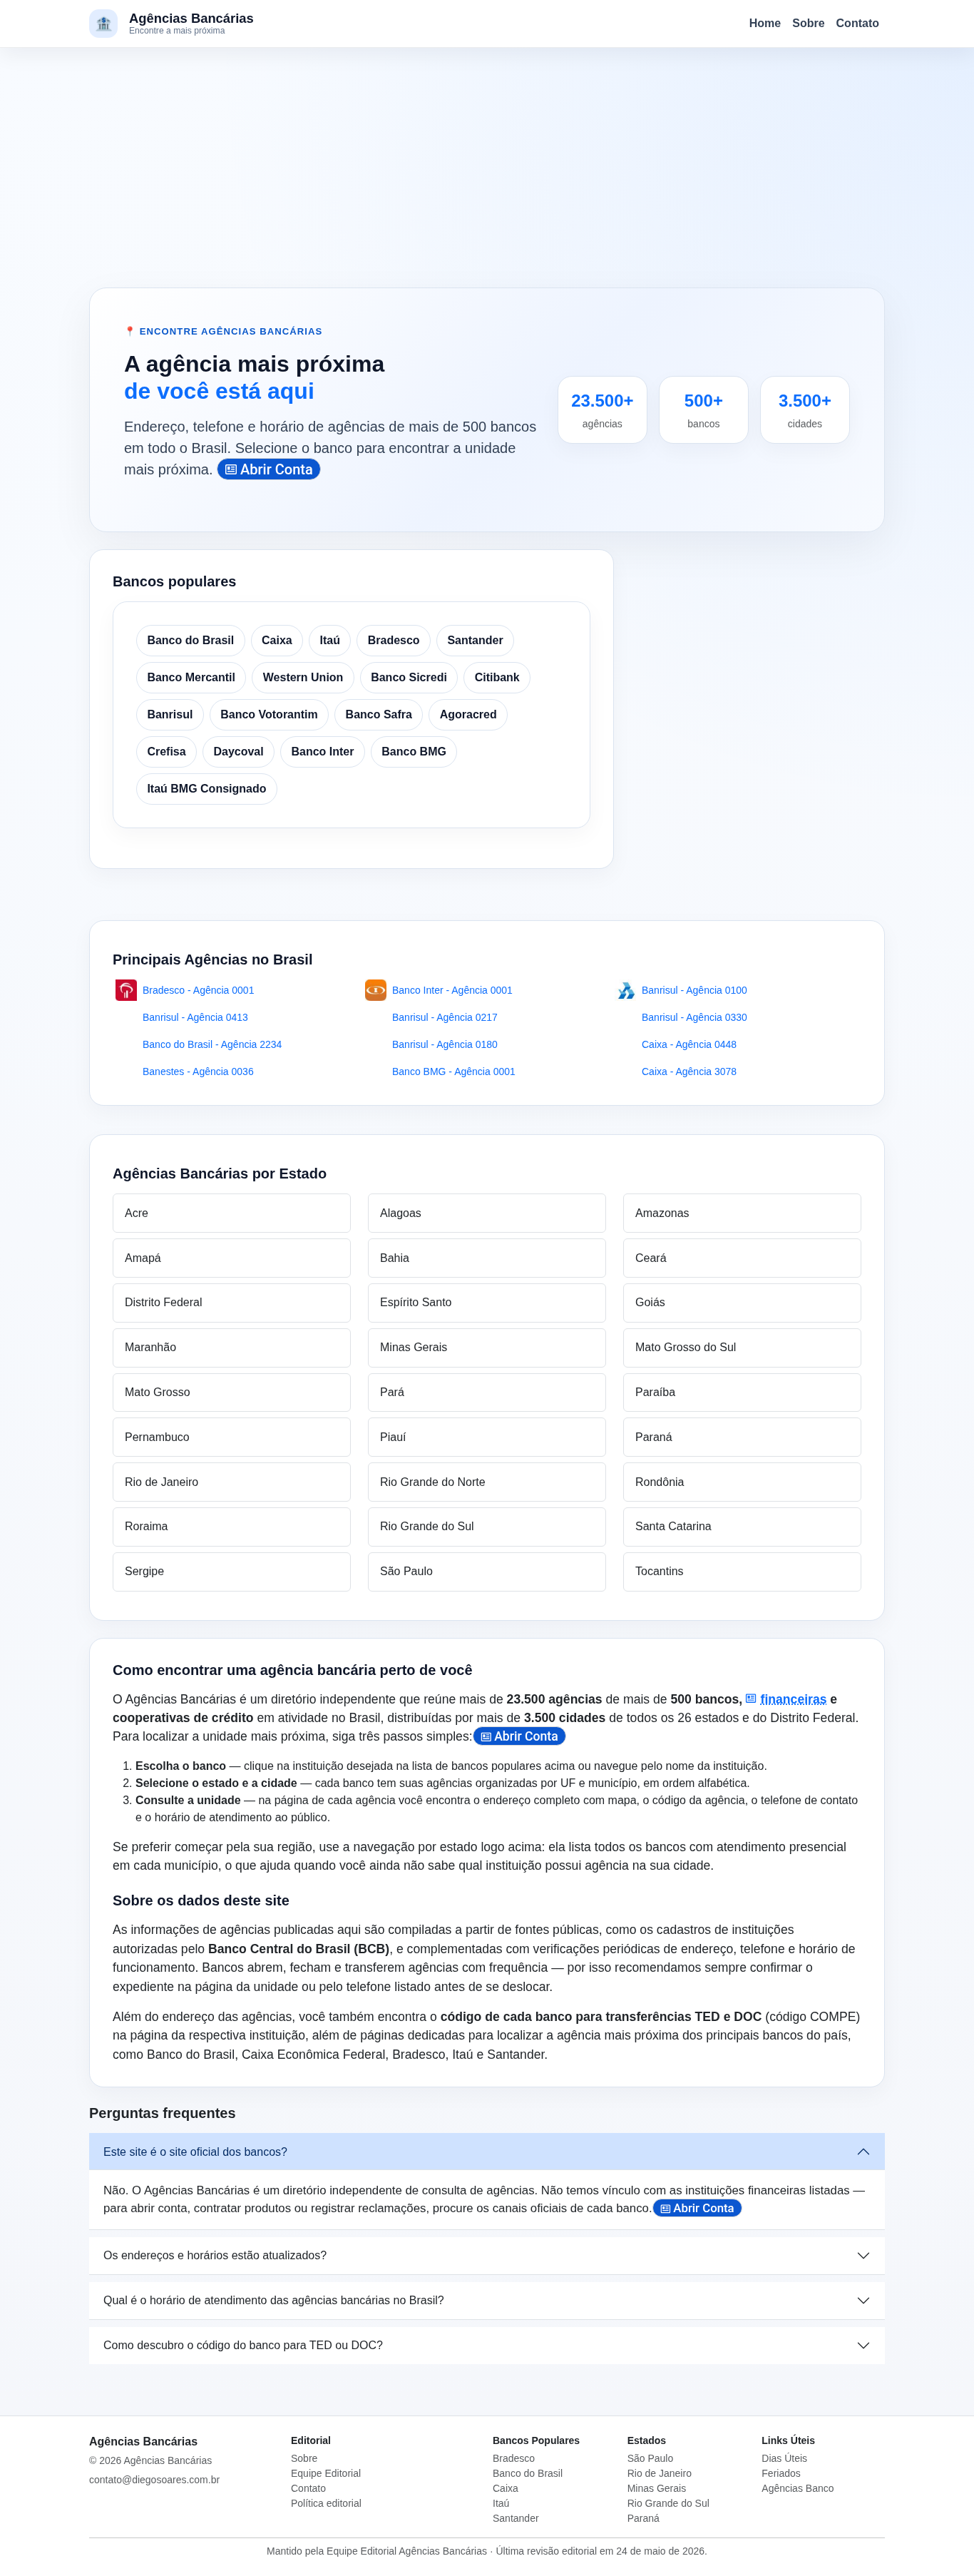 Agências Bancárias
Encontre a mais próxima
Home Sobre Contato
ENCONTRE AGÊNCIAS BANCÁRIAS
A agência mais próxima
de você está aqui
Endereço, telefone e horário de agências de mais de 500 bancos
em todo o Brasil. Selecione o banco para encontrar a unidade
mais próxima. Abrir Conta
23.500+ 500+ 3.500+
agências bancos cidades
Bancos populares
Banco do Brasil Caixa Itaú Bradesco Santander
Banco Mercantil Western Union Banco Sicredi Citibank
Banrisul Banco Votorantim Banco Safra Agoracred
Crefisa Daycoval Banco Inter Banco BMG
Itaú BMG Consignado
Principais Agências no Brasil
Bradesco - Agência 0001 Banco Inter - Agência 0001 Banrisul - Agência 0100
Banrisul - Agência 0413 Banrisul - Agência 0217 Banrisul - Agência 0330
Banco do Brasil - Agência 2234 Banrisul - Agência 0180 Caixa - Agência 0448
Banestes - Agência 0036 Banco BMG - Agência 0001 Caixa - Agência 3078
Agências Bancárias por Estado
Acre Alagoas Amazonas
Amapá Bahia Ceará
Distrito Federal Espírito Santo Goiás
Maranhão Minas Gerais Mato Grosso do Sul
Mato Grosso Pará Paraíba
Pernambuco Piauí Paraná
Rio de Janeiro Rio Grande do Norte Rondônia
Roraima Rio Grande do Sul Santa Catarina
Sergipe São Paulo Tocantins
Como encontrar uma agência bancária perto de você
O Agências Bancárias é um diretório independente que reúne mais de 23.500 agências de mais de 500 bancos, financeiras e
cooperativas de crédito em atividade no Brasil, distribuídas por mais de 3.500 cidades de todos os 26 estados e do Distrito Federal.
Para localizar a unidade mais próxima, siga três passos simples: Abrir Conta
1. Escolha o banco — clique na instituição desejada na lista de bancos populares acima ou navegue pelo nome da instituição.
2. Selecione o estado e a cidade — cada banco tem suas agências organizadas por UF e município, em ordem alfabética.
3. Consulte a unidade — na página de cada agência você encontra o endereço completo com mapa, o código da agência, o telefone de contato
e o horário de atendimento ao público.
Se preferir começar pela sua região, use a navegação por estado logo acima: ela lista todos os bancos com atendimento presencial
em cada município, o que ajuda quando você ainda não sabe qual instituição possui agência na sua cidade.
Sobre os dados deste site
As informações de agências publicadas aqui são compiladas a partir de fontes públicas, como os cadastros de instituições
autorizadas pelo Banco Central do Brasil (BCB), e complementadas com verificações periódicas de endereço, telefone e horário de
funcionamento. Bancos abrem, fecham e transferem agências com frequência — por isso recomendamos sempre confirmar o
expediente na página da unidade ou pelo telefone listado antes de se deslocar.
Além do endereço das agências, você também encontra o código de cada banco para transferências TED e DOC (código COMPE)
na página da respectiva instituição, além de páginas dedicadas para localizar a agência mais próxima dos principais bancos do país,
como Banco do Brasil, Caixa Econômica Federal, Bradesco, Itaú e Santander.
Perguntas frequentes
Este site é o site oficial dos bancos?
Não. O Agências Bancárias é um diretório independente de consulta de agências. Não temos vínculo com as instituições financeiras listadas —
para abrir conta, contratar produtos ou registrar reclamações, procure os canais oficiais de cada banco. Abrir Conta
Os endereços e horários estão atualizados?
Qual é o horário de atendimento das agências bancárias no Brasil?
Como descubro o código do banco para TED ou DOC?
Agências Bancárias
© 2026 Agências Bancárias
contato@diegosoares.com.br
Editorial
Sobre
Equipe Editorial
Contato
Política editorial
Bancos Populares
Bradesco
Banco do Brasil
Caixa
Itaú
Santander
Estados
São Paulo
Rio de Janeiro
Minas Gerais
Rio Grande do Sul
Paraná
Links Úteis
Dias Úteis
Feriados
Agências Banco
Mantido pela Equipe Editorial Agências Bancárias · Última revisão editorial em 24 de maio de 2026.